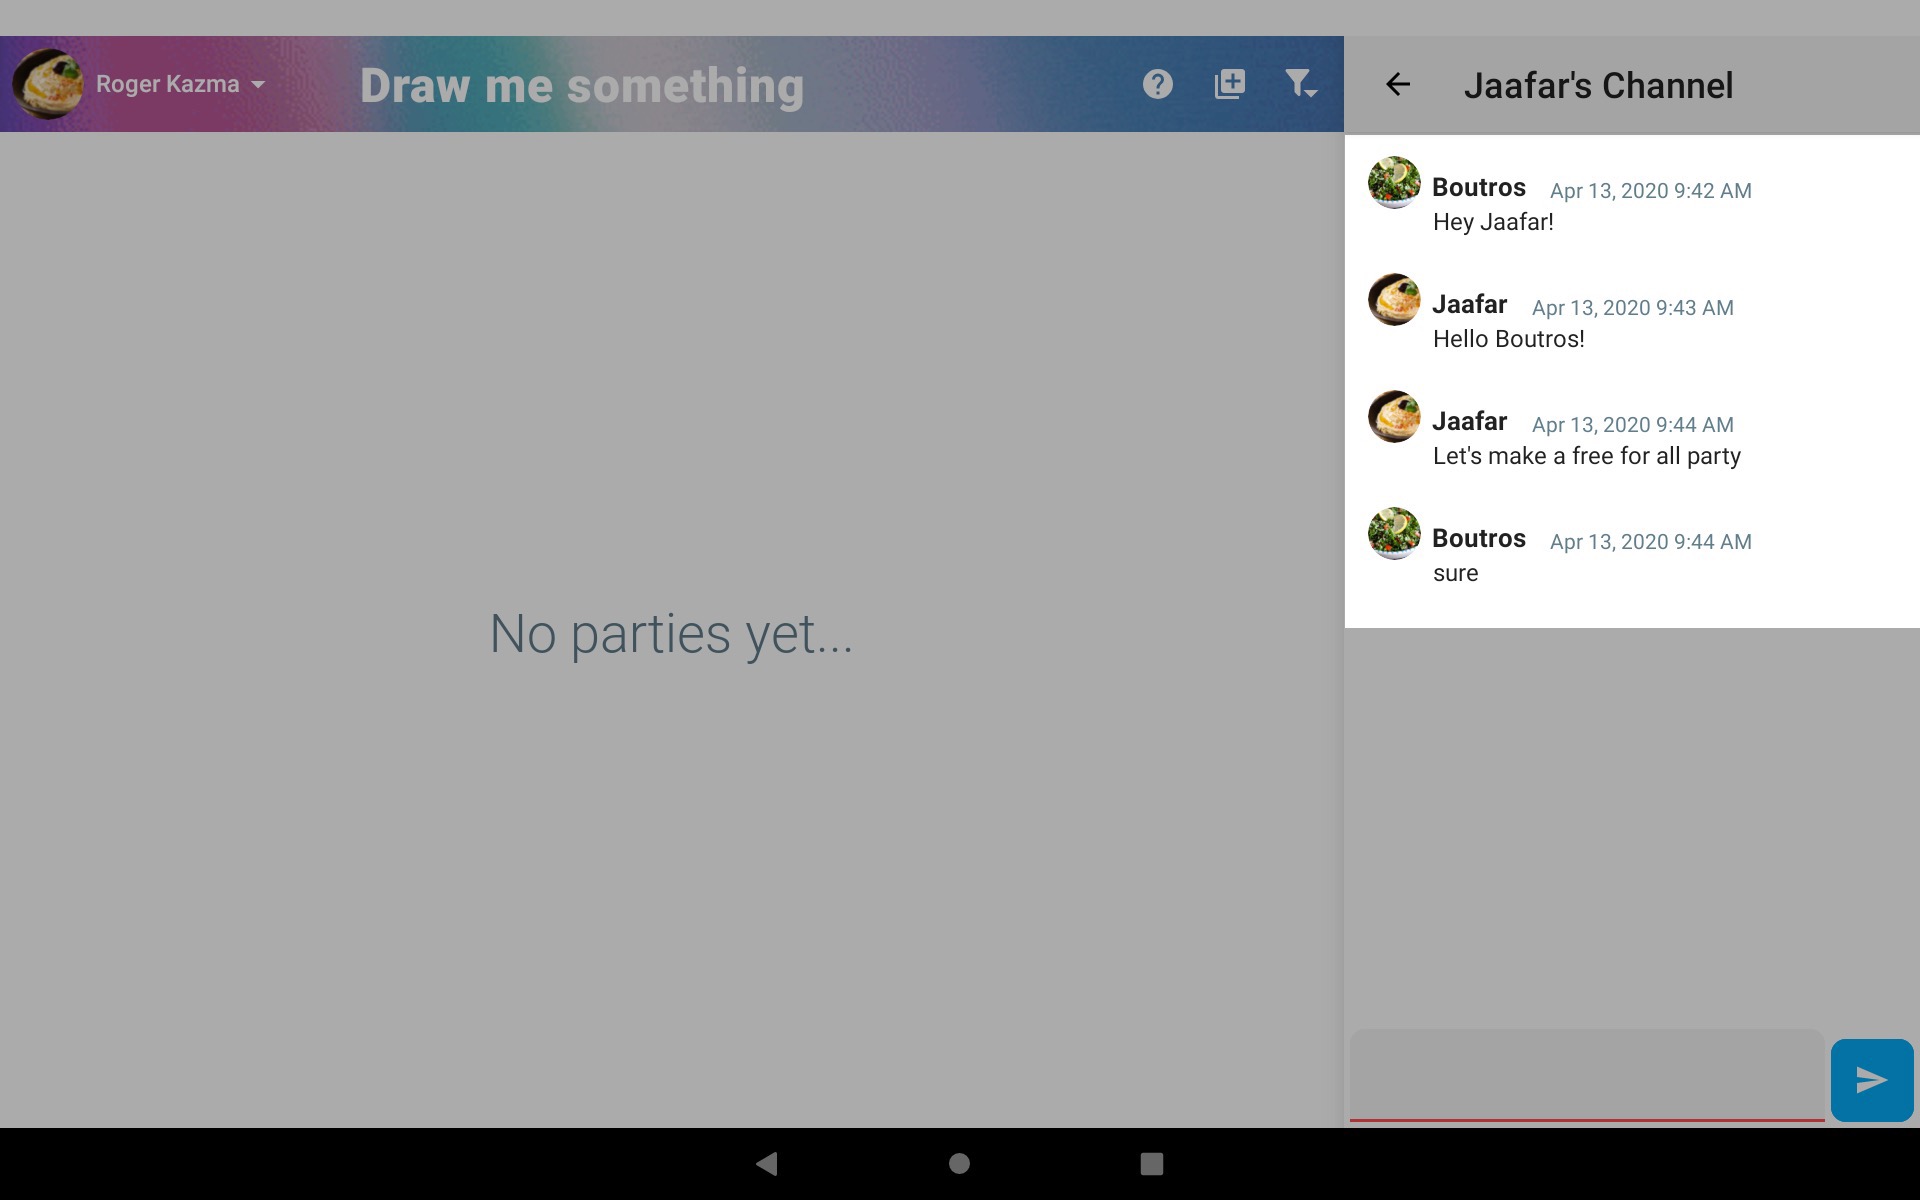 Roger Kazma
Draw me something
Jaafar's Channel
Boutros Apr 13, 2020 9:42 AM
Hey Jaafar!
Jaafar Apr 13, 2020 9:43 AM
Hello Boutros!
Jaafar Apr 13, 2020 9:44 AM
Let's make a free for all party
Boutros Apr 13, 2020 9:44 AM
sure
No parties yet...